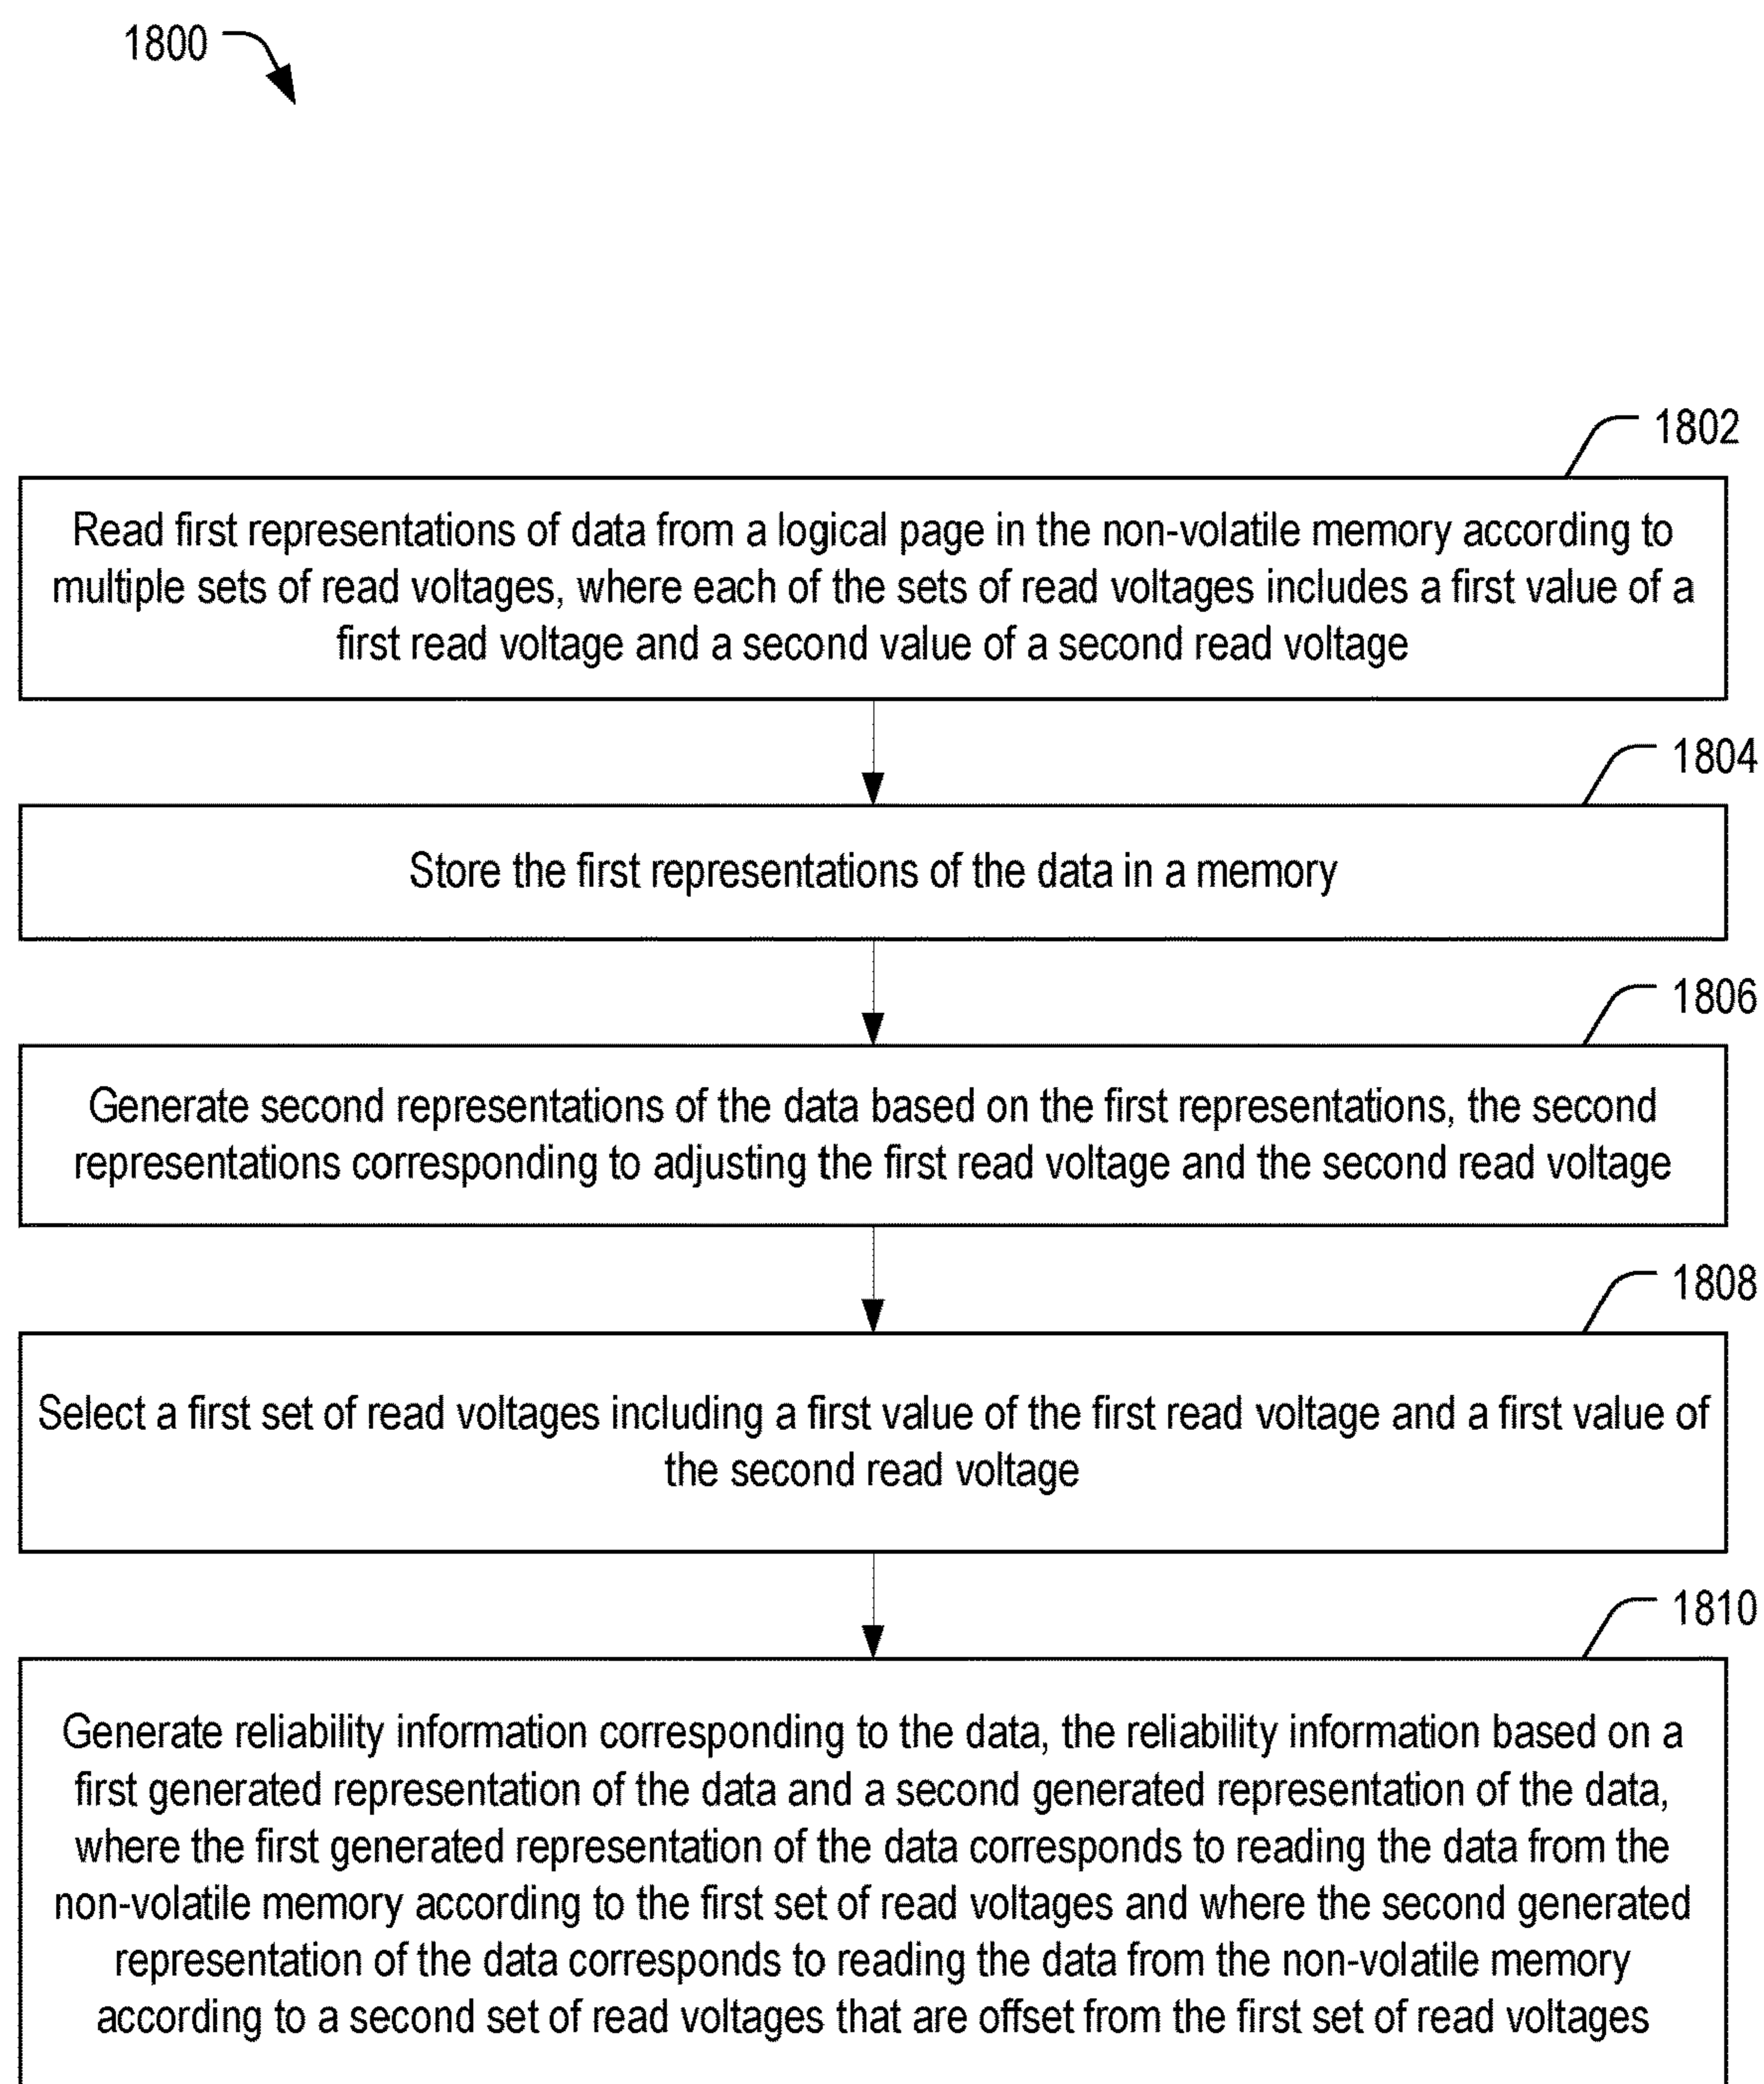 1800
1802
Read first representations of data from a logical page in the non-volatile memory according to
multiple sets of read voltages, where each of the sets of read voltages includes a first value of a
first read voltage and a second value of a second read voltage
1804
Store the first representations of the data in a memory
1806
Generate second representations of the data based on the first representations, the second
representations corresponding to adjusting the first read voltage and the second read voltage
1808
Select a first set of read voltages including a first value of the first read voltage and a first value of
the second read voltage
1810
Generate reliability information corresponding to the data, the reliability information based on a
first generated representation of the data and a second generated representation of the data,
where the first generated representation of the data corresponds to reading the data from the
non-volatile memory according to the first set of read voltages and where the second generated
representation of the data corresponds to reading the data from the non-volatile memory
according to a second set of read voltages that are offset from the first set of read voltages